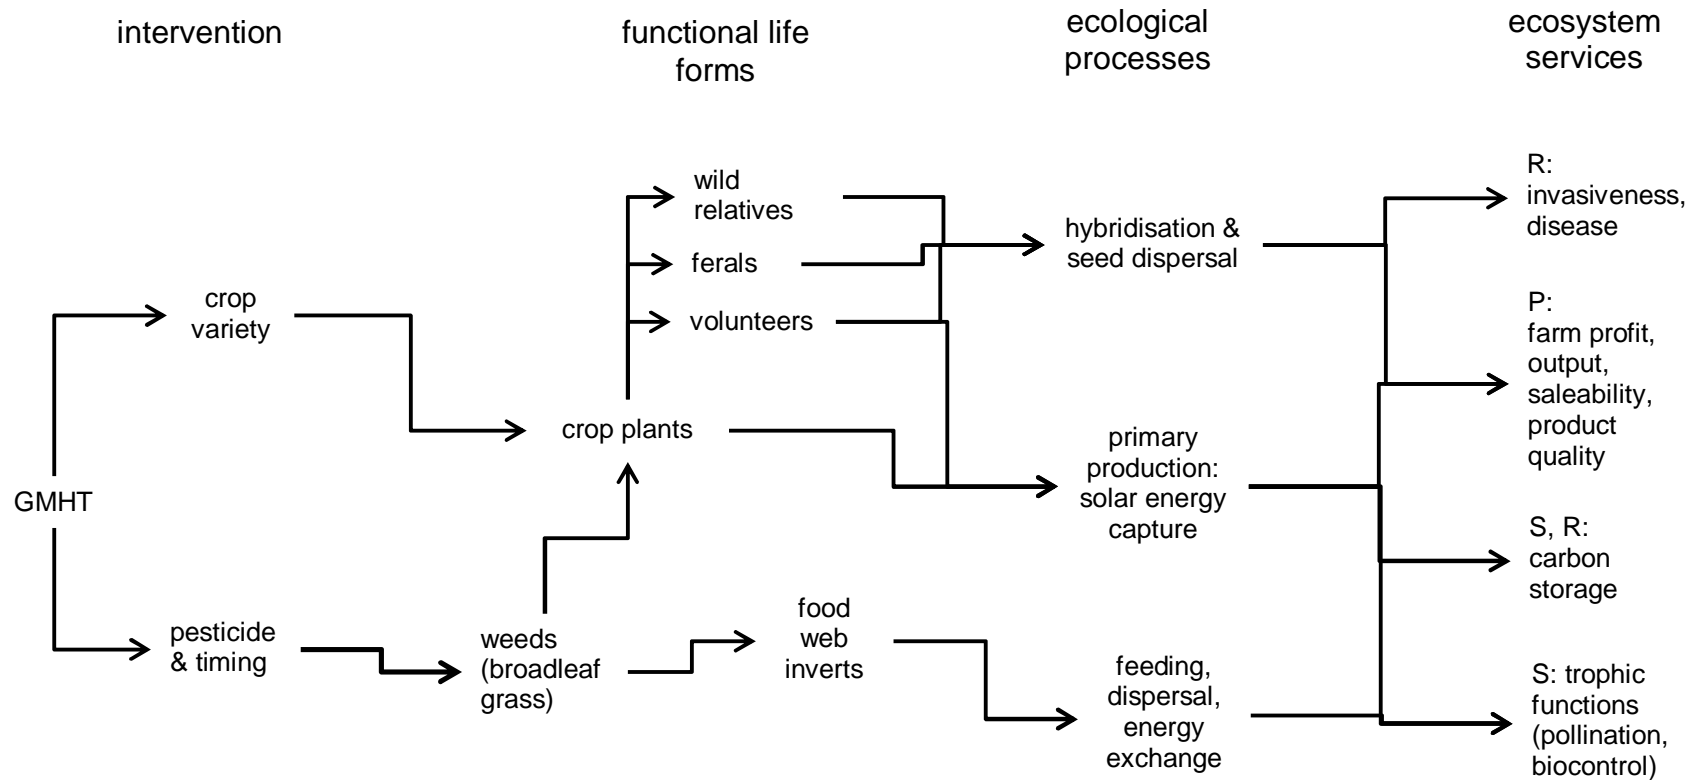 intervention
functional life
forms
ecological
processes
ecosystem
services
GMHT
crop
variety
pesticide
& timing
wild
relatives
ferals
volunteers
crop plants
weeds
(broadleaf
grass)
food
web
inverts
hybridisation &
seed dispersal
primary
production:
solar energy
capture
feeding,
dispersal,
energy
exchange
R:
invasiveness,
disease
P:
farm profit,
output,
saleability,
product
quality
S, R:
carbon
storage
S: trophic
functions
(pollination,
biocontrol)